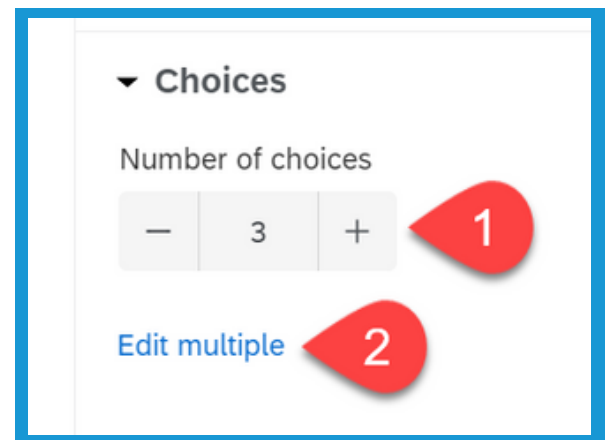 Choices
Number of choices
— 3 + 1
Edit multiple 2